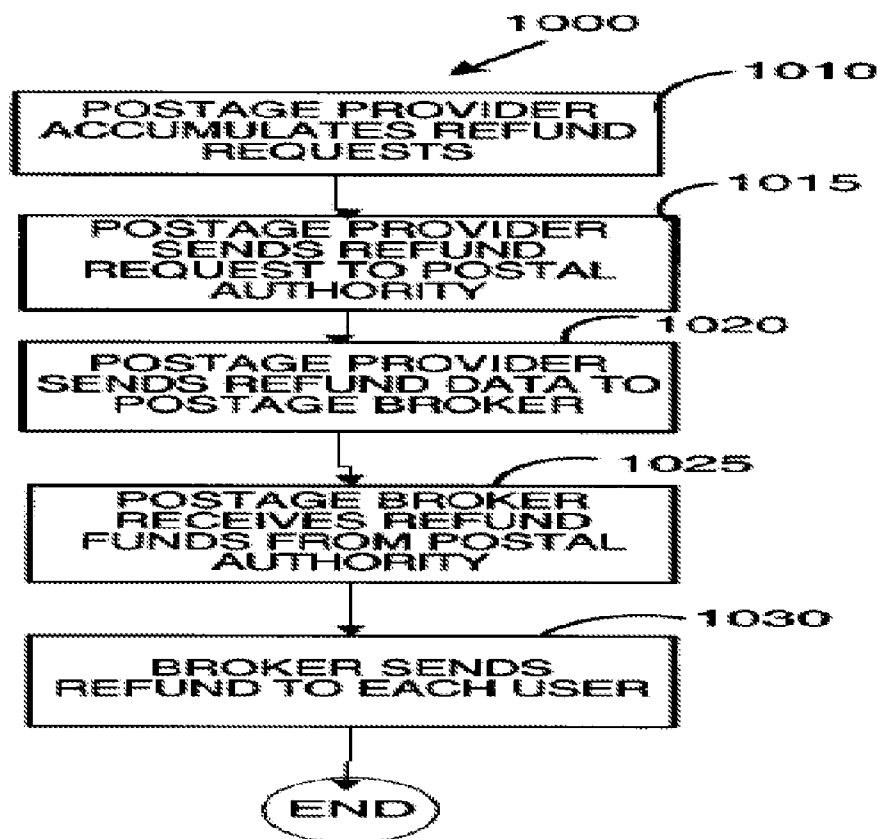 1000
1010
POSTAGE PROVIDER
ACCUMULATES REFUND
REQUESTS
1015
POSTAGE PROVIDER
SENDS REFUND
REQUEST TO POSTAL
AUTHORITY
1020
POSTAGE PROVIDER
SENDS REFUND DATA TO
POSTAGE BROKER
1025
POSTAGE BROKER
RECEIVES REFUND
FUNDS FROM POSTAL
AUTHORITY
1030
BROKER SENDS
REFUND TO EACH USER
END